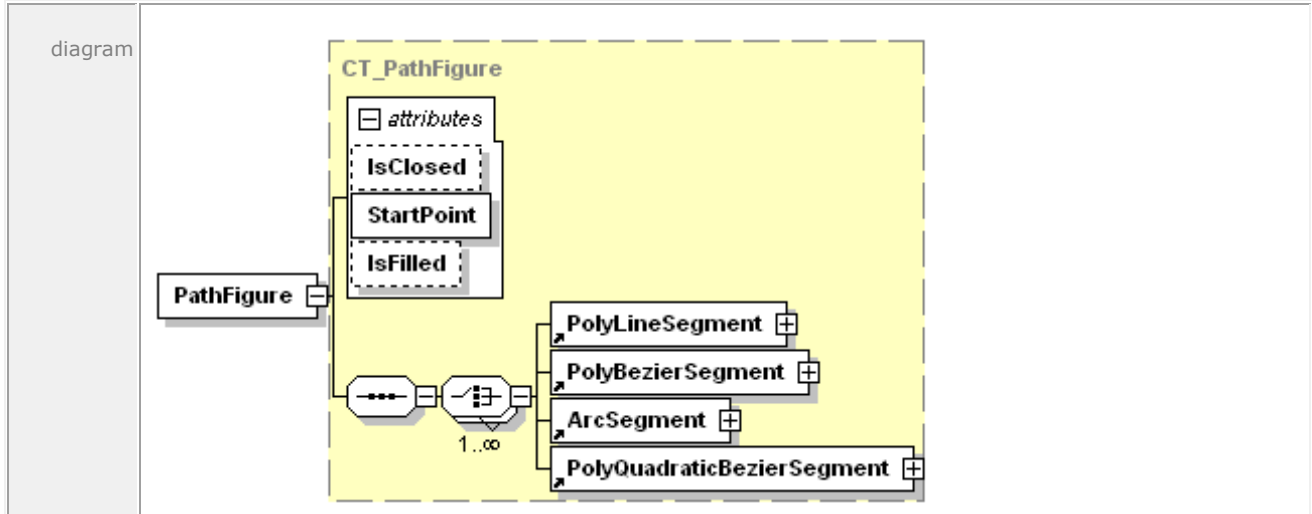 diagram
CT_PathFigure
attributes
IsClosed
StartPoint
IsFilled
PathFigure
PolyLineSegment
PolyBezierSegment
ArcSegment
1..∞
PolyQuadraticBezierSegment